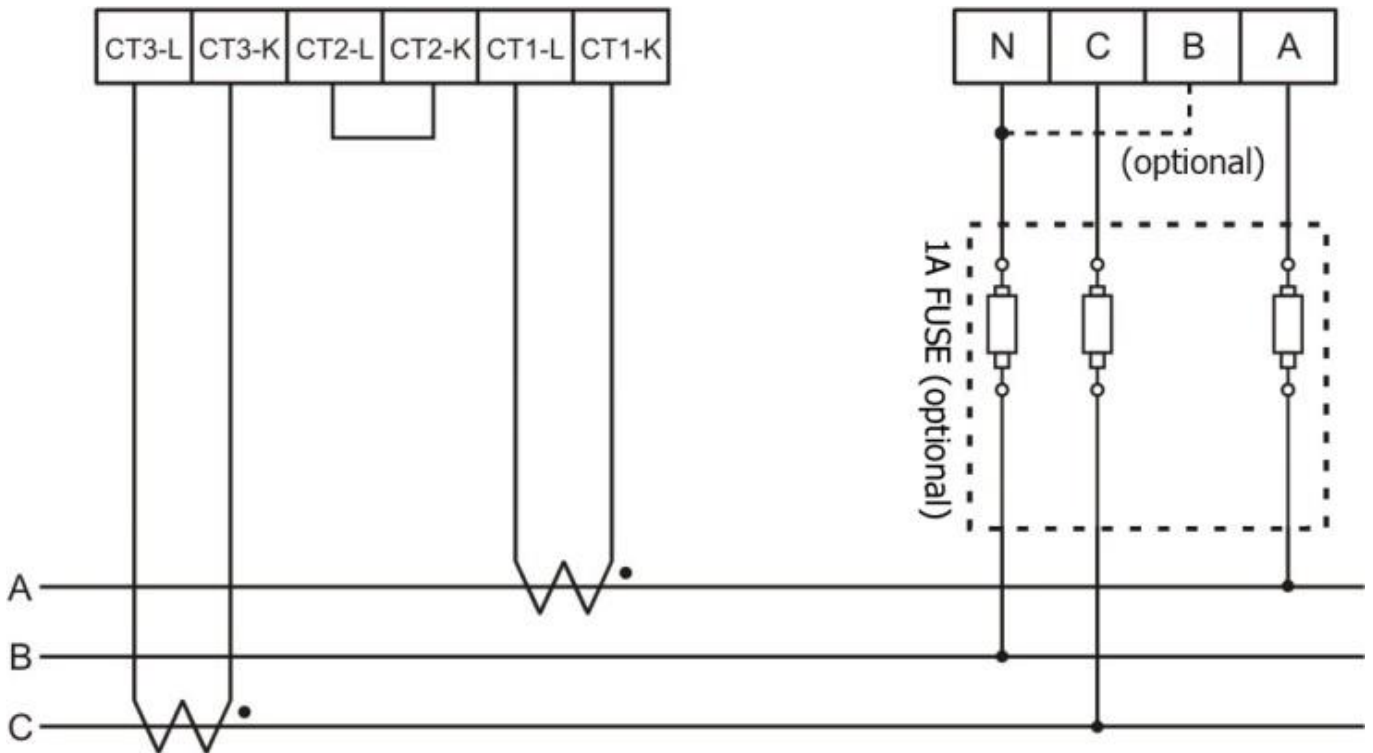 CT3-L CT3-K CT2-L CT2-K CT1-L CT1-K
N C B A
(optional)
1A FUSE (optional)
A
B
C